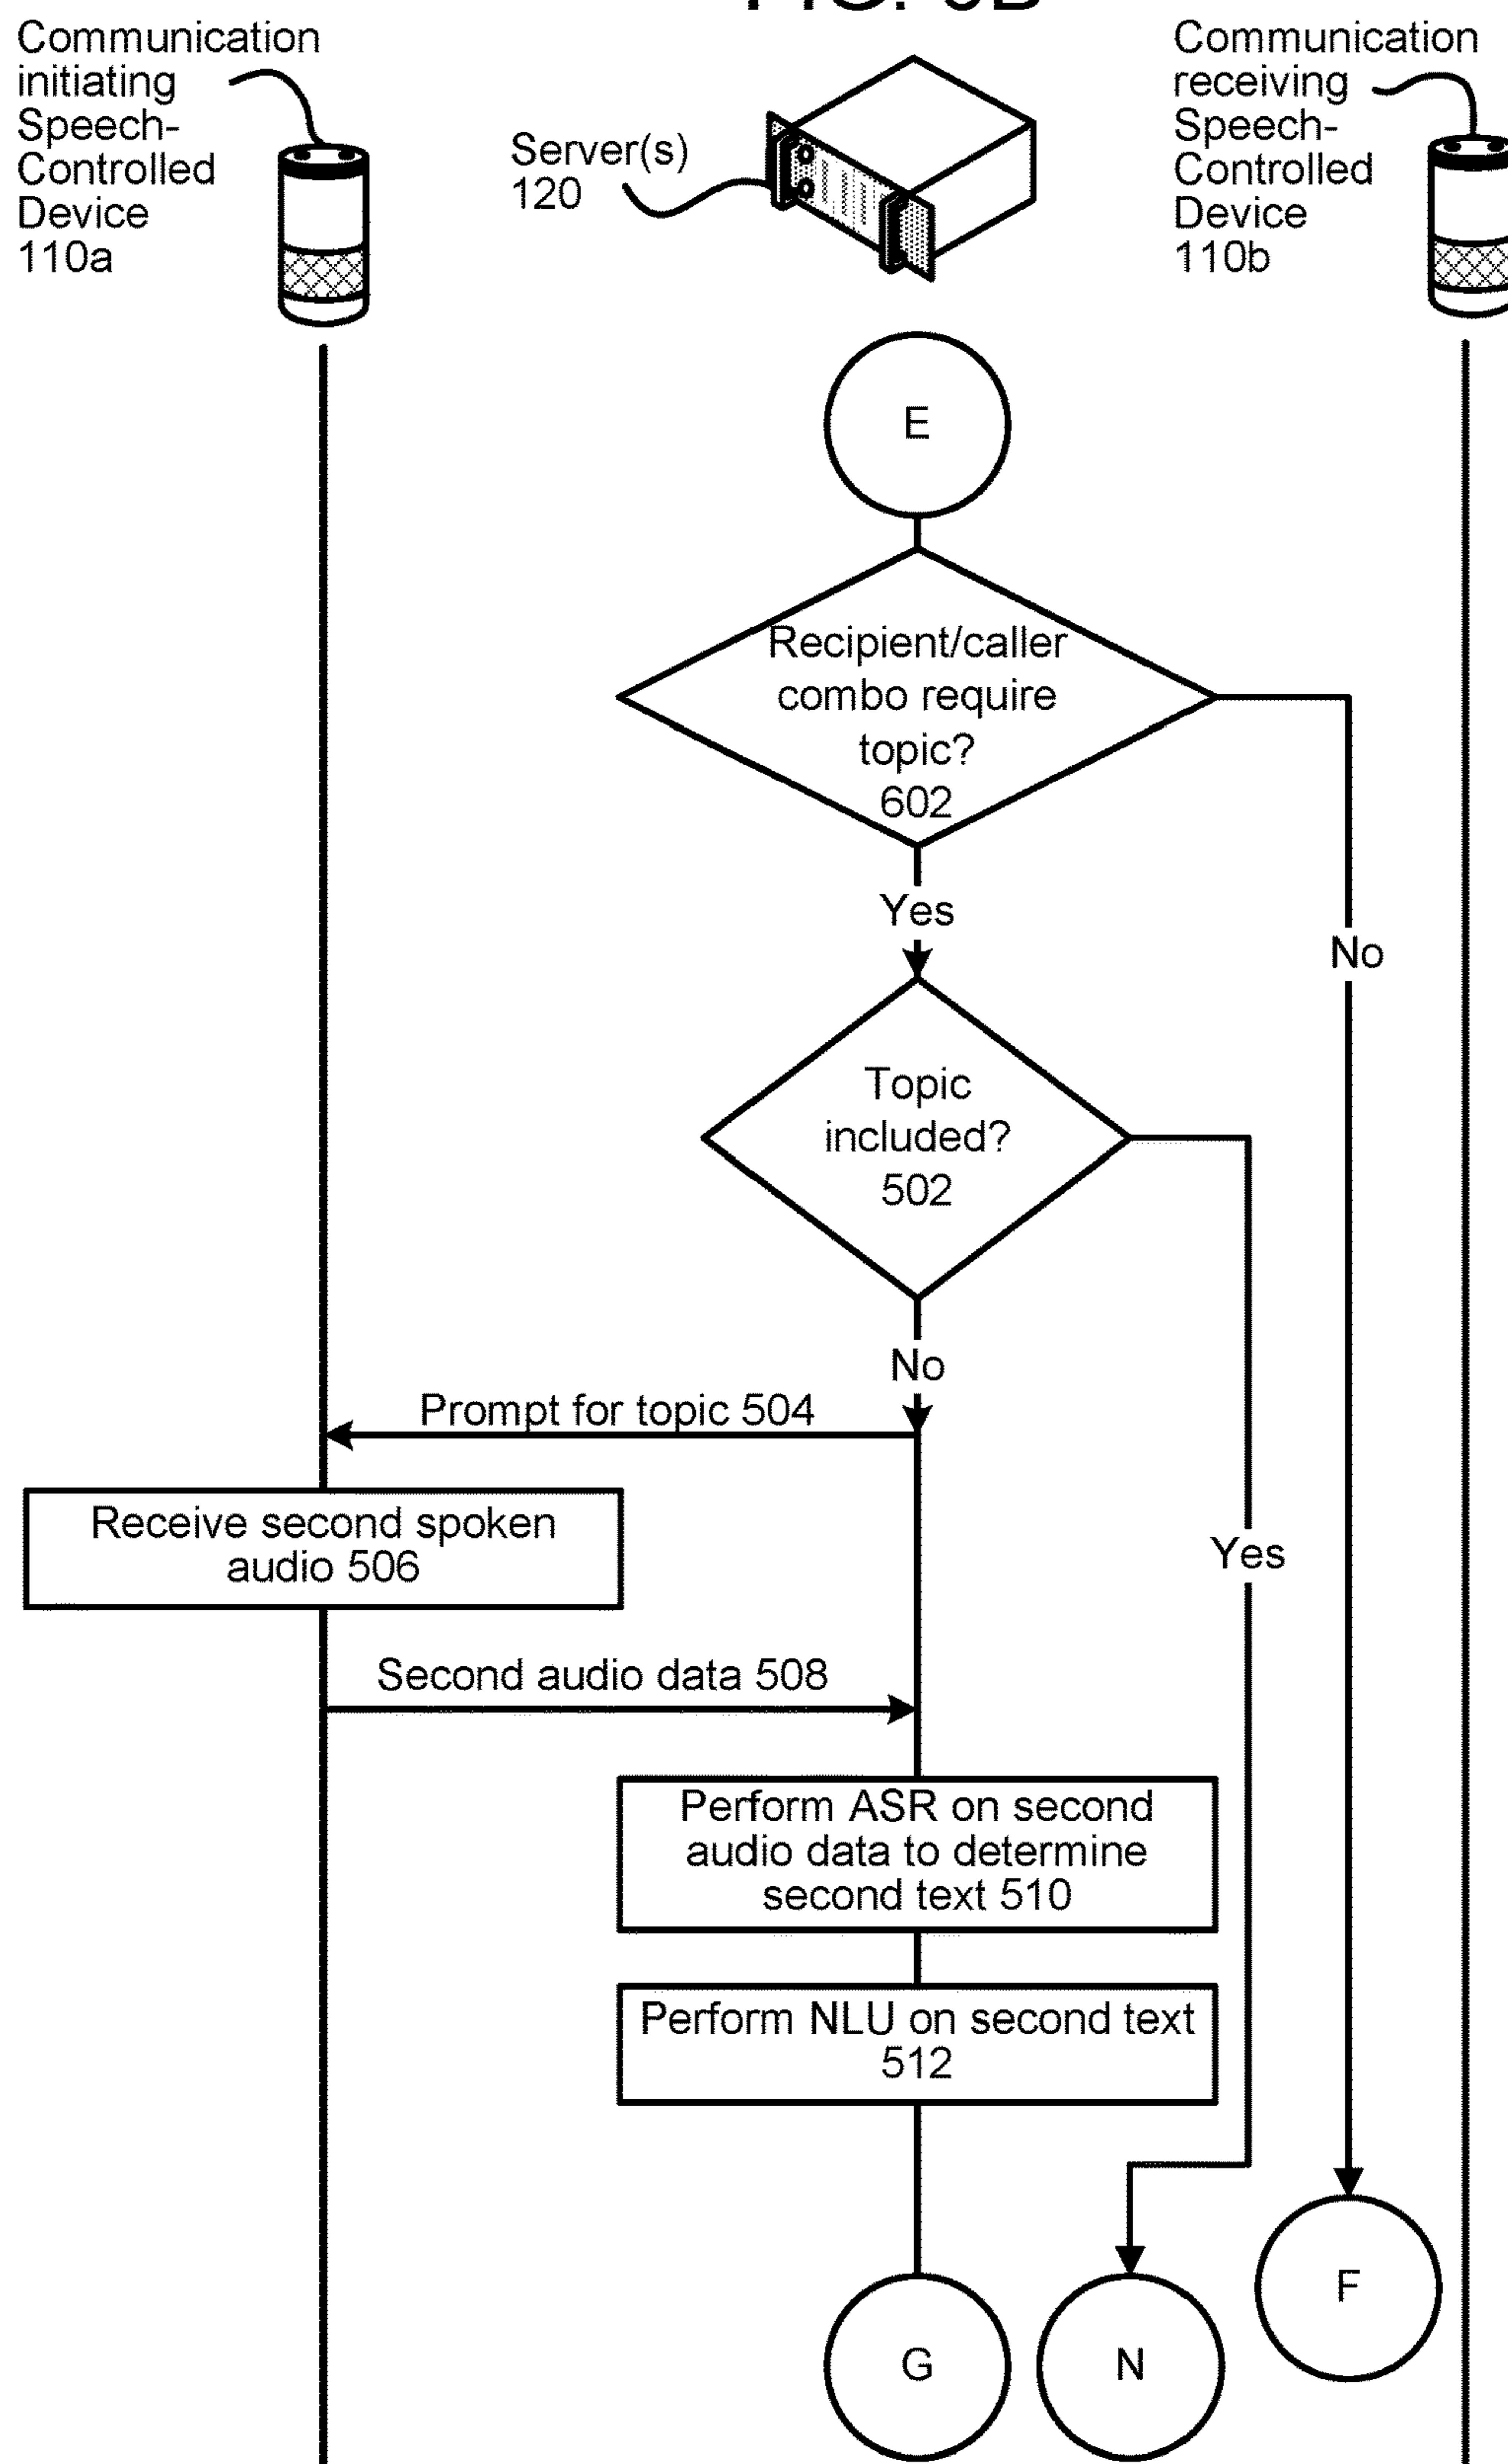 Communication
initiating
Speech-
Controlled
Device
110a
Server(s)
120
Communication
receiving
Speech-
Controlled
Device
110b
E
Recipient/caller
combo require
topic?
602
Yes
No
Topic
included?
502
No
Prompt for topic 504
Receive second spoken
audio 506
Yes
Second audio data 508
Perform ASR on second
audio data to determine
second text 510
Perform NLU on second text
512
F
G
N